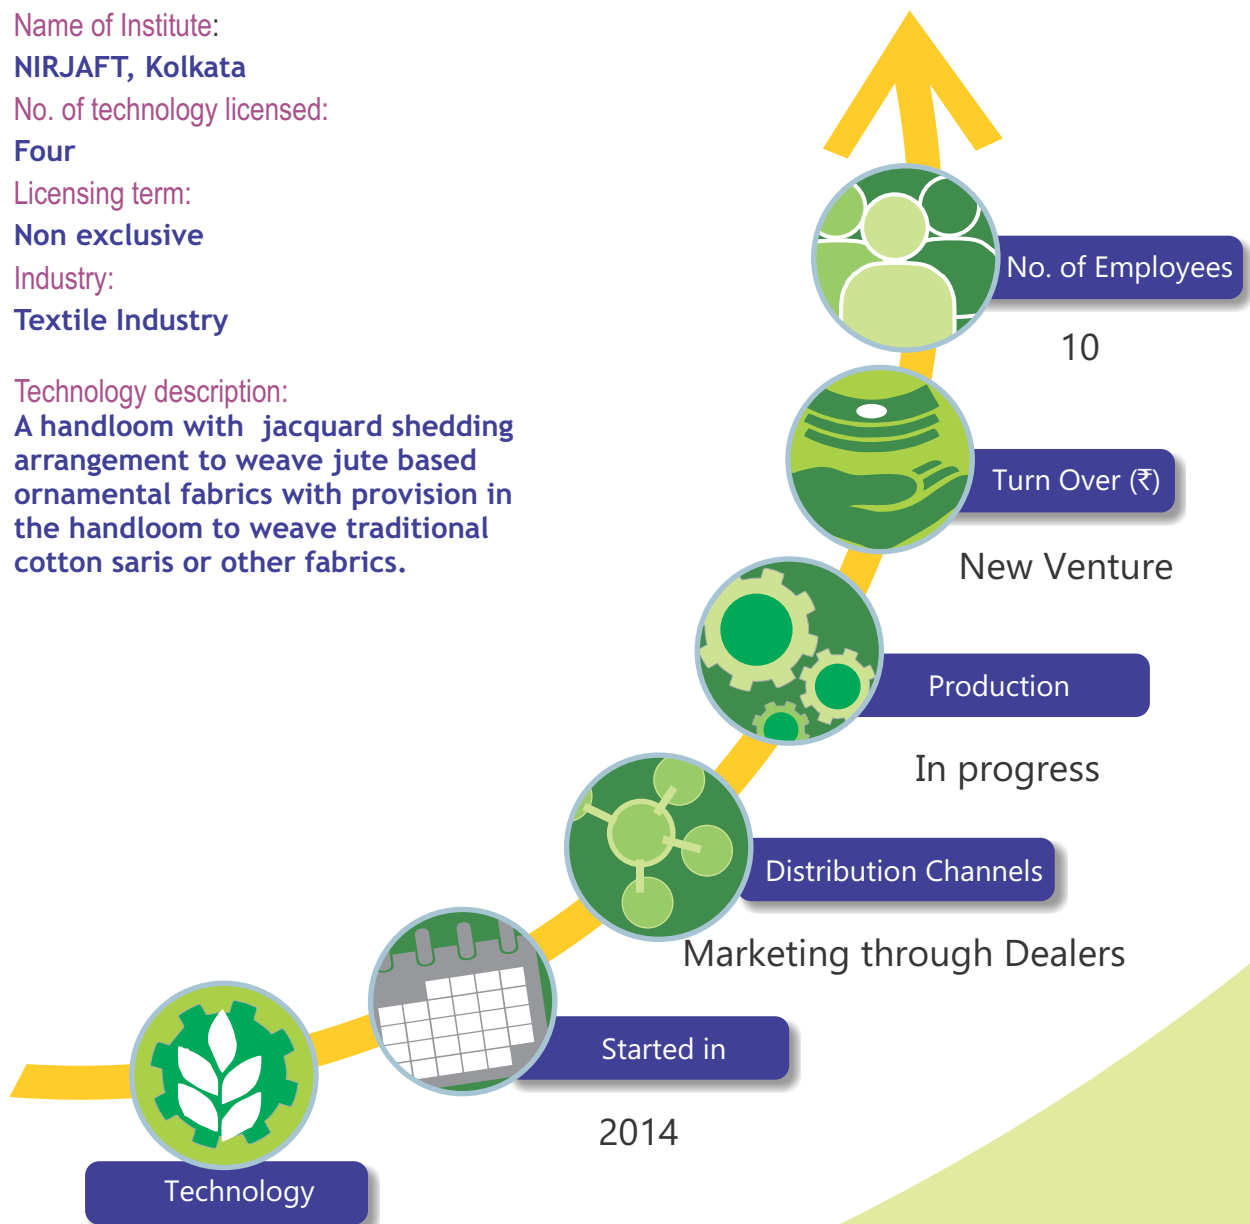 Name of Institute:
NIRJAFT, Kolkata
No. of technology licensed:
Four
Licensing term:
Non exclusive
Industry:
Textile Industry
Technology description:
A handloom with jacquard shedding
arrangement to weave jute based
ornamental fabrics with provision in
the handloom to weave traditional
cotton saris or other fabrics.
No. of Employees
10
Turn Over (₹)
New Venture
Production
In progress
Distribution Channels
Marketing through Dealers
Started in
2014
Technology